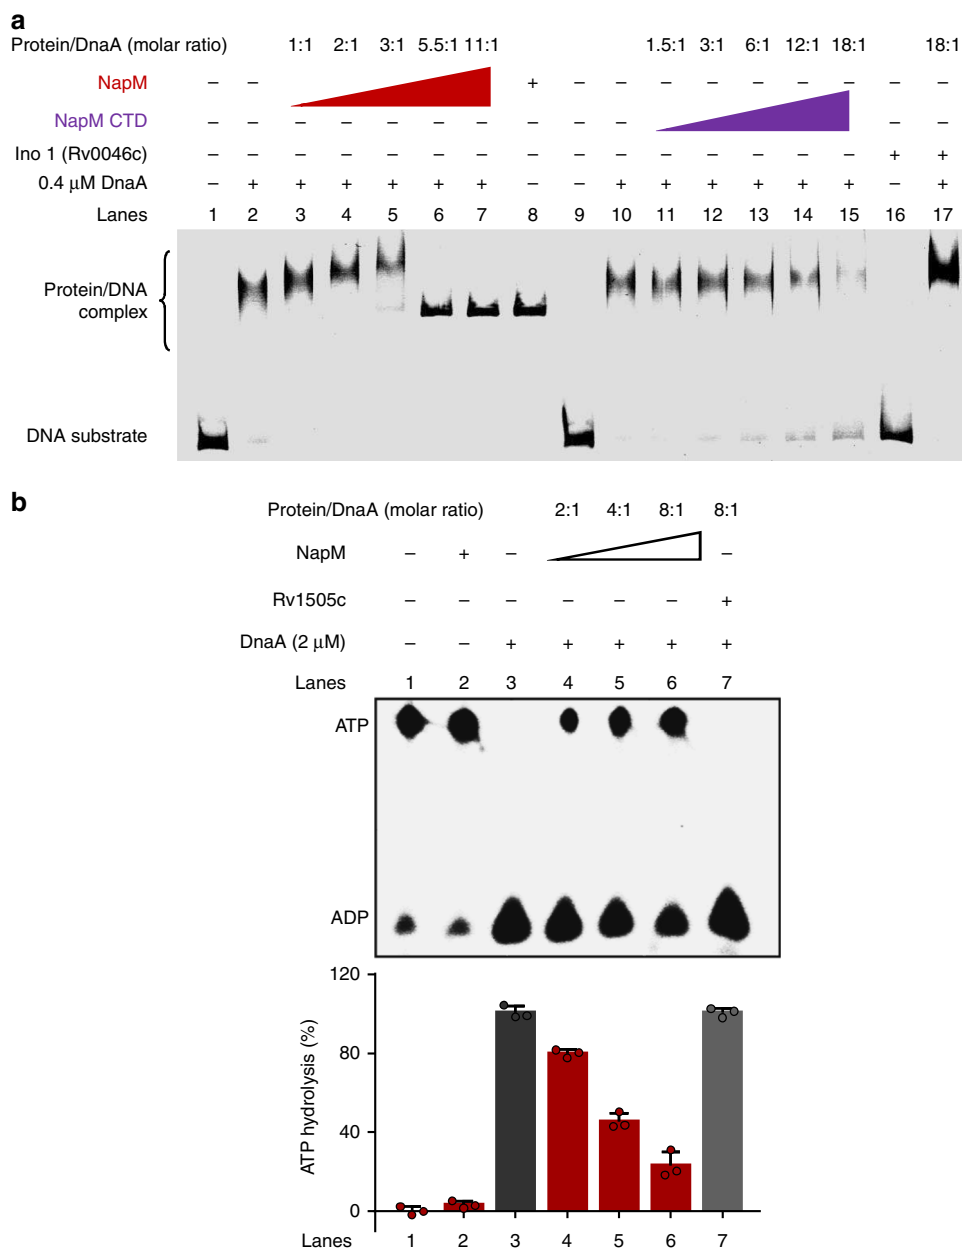 a
Protein/DnaA (molar ratio) 1:1 2:1 3:1 5.5:1 11:1 1.5:1 3:1 6:1 12:1 18:1 18:1
NapM – – + – – – –
NapM CTD – – – – – – – – – – – –
Ino 1 (Rv0046c) – – – – – – – – – – – – – – – + +
0.4 μM DnaA – + + + + + + – – + + + + + + – +
Lanes 1 2 3 4 5 6 7 8 9 10 11 12 13 14 15 16 17
Protein/DNA
complex
DNA substrate
b
Protein/DnaA (molar ratio) 2:1 4:1 8:1 8:1
NapM – + – –
Rv1505c – – – – – – +
DnaA (2 μM) – – + + + + +
Lanes 1 2 3 4 5 6 7
ATP
ADP
ATP hydrolysis (%)
120
80
40
0
Lanes 1 2 3 4 5 6 7